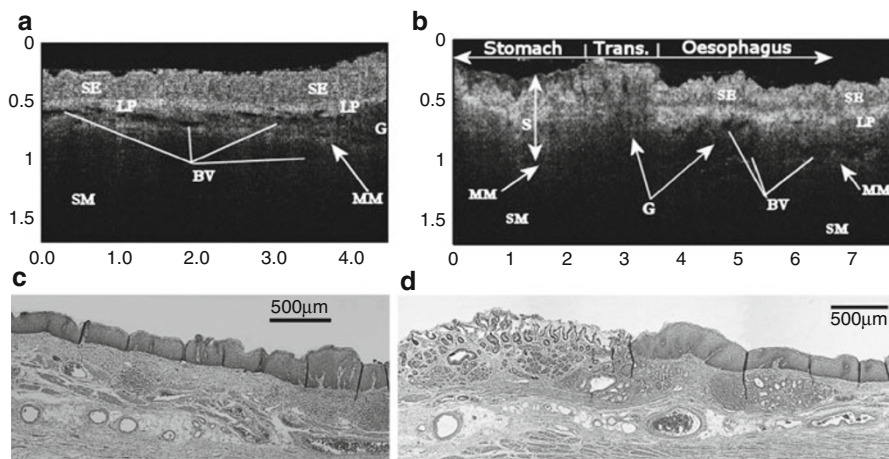 a
0
0.5
1
1.5
SE
SE
LP
LP
G
BV
MM
SM
0.0 1.0 2.0 3.0 4.0
b
0
0.5
1
1.5
Stomach Trans. Oesophagus
SE
SE
LP
S
MM
G
BV
MM
SM
SM
0 1 2 3 4 5 6 7
c
500μm
d
500μm